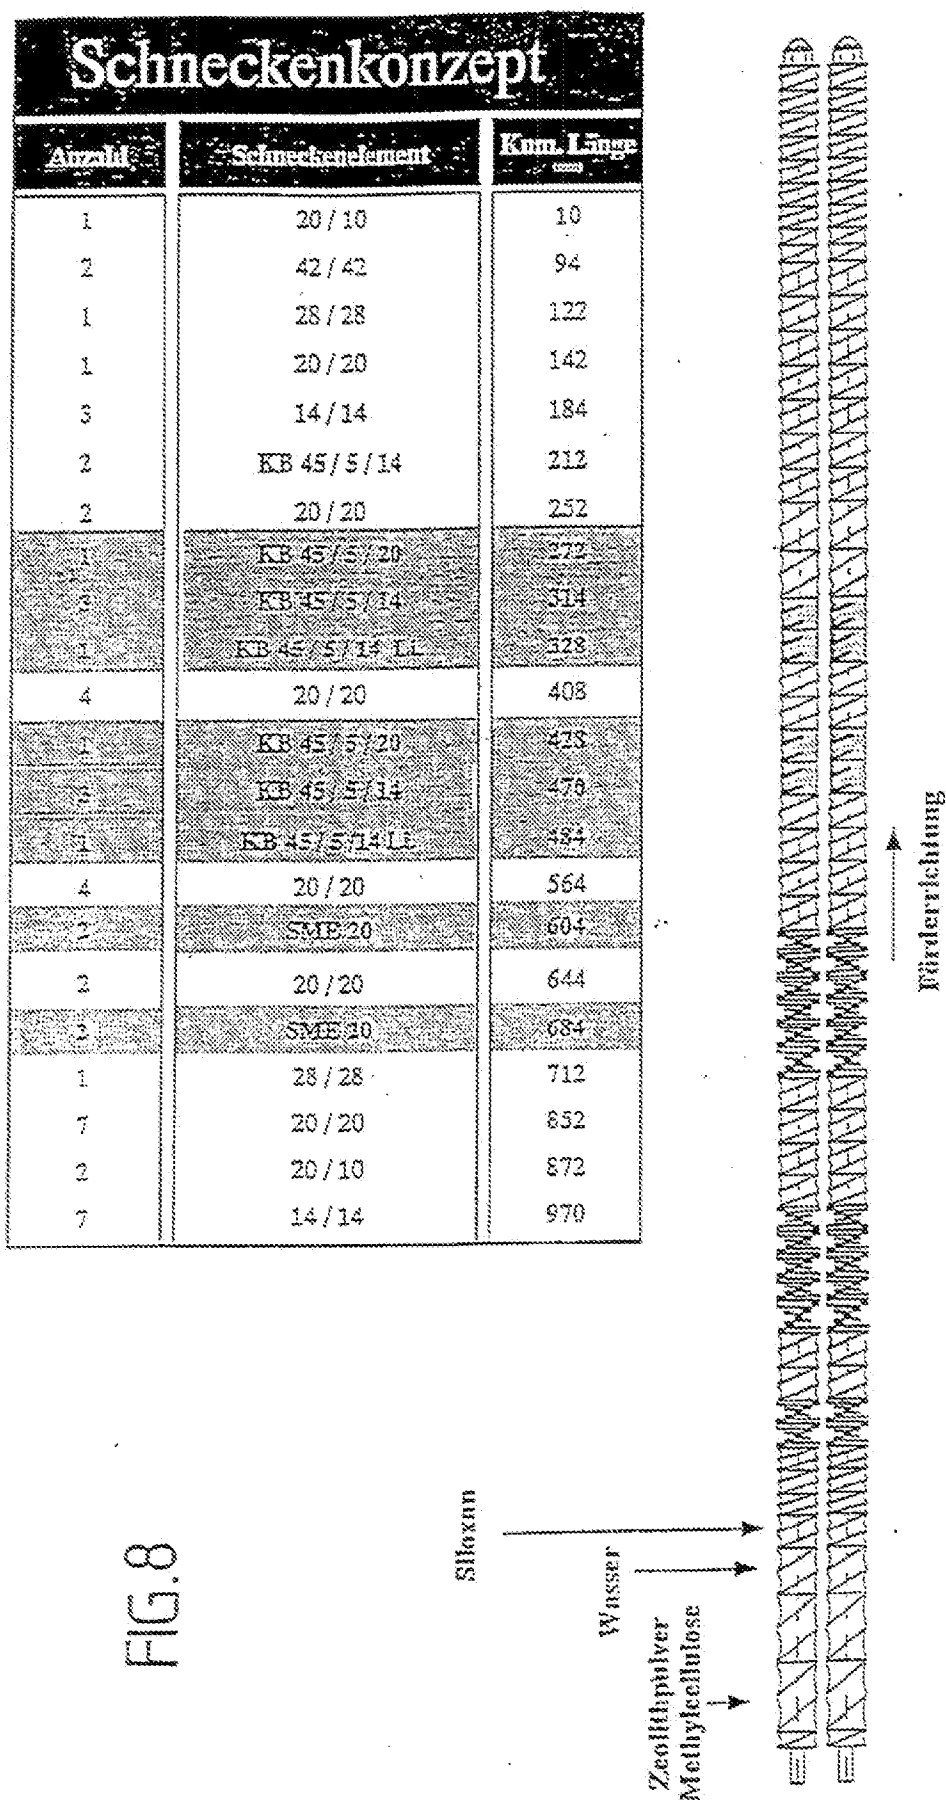 Schneckenkonzept
Anzahl Schneckenelement Kum. Länge
mm
1 20 / 10 10
2 42 / 42 94
1 28 / 28 122
1 20 / 20 142
3 14 / 14 184
2 KB 45 / 5 / 14 212
2 20 / 20 252
1 KB 45 / 5 / 20 272
3 KB 45 / 5 / 14 314
1 KB 45 / 5 / 14 Li 328
4 20 / 20 408
1 KB 45 / 5 / 20 428
3 KB 45 / 5 / 14 470
1 KB 45 / 5 / 14 Li 484
4 20 / 20 564
2 SME 20 604
2 20 / 20 644
2 SME 20 684
1 28 / 28 712
7 20 / 20 852
2 20 / 10 872
7 14 / 14 970
Förderrichtung
Siloxan
Wasser
Zeolithpulver
Methylcellulose
FIG.8